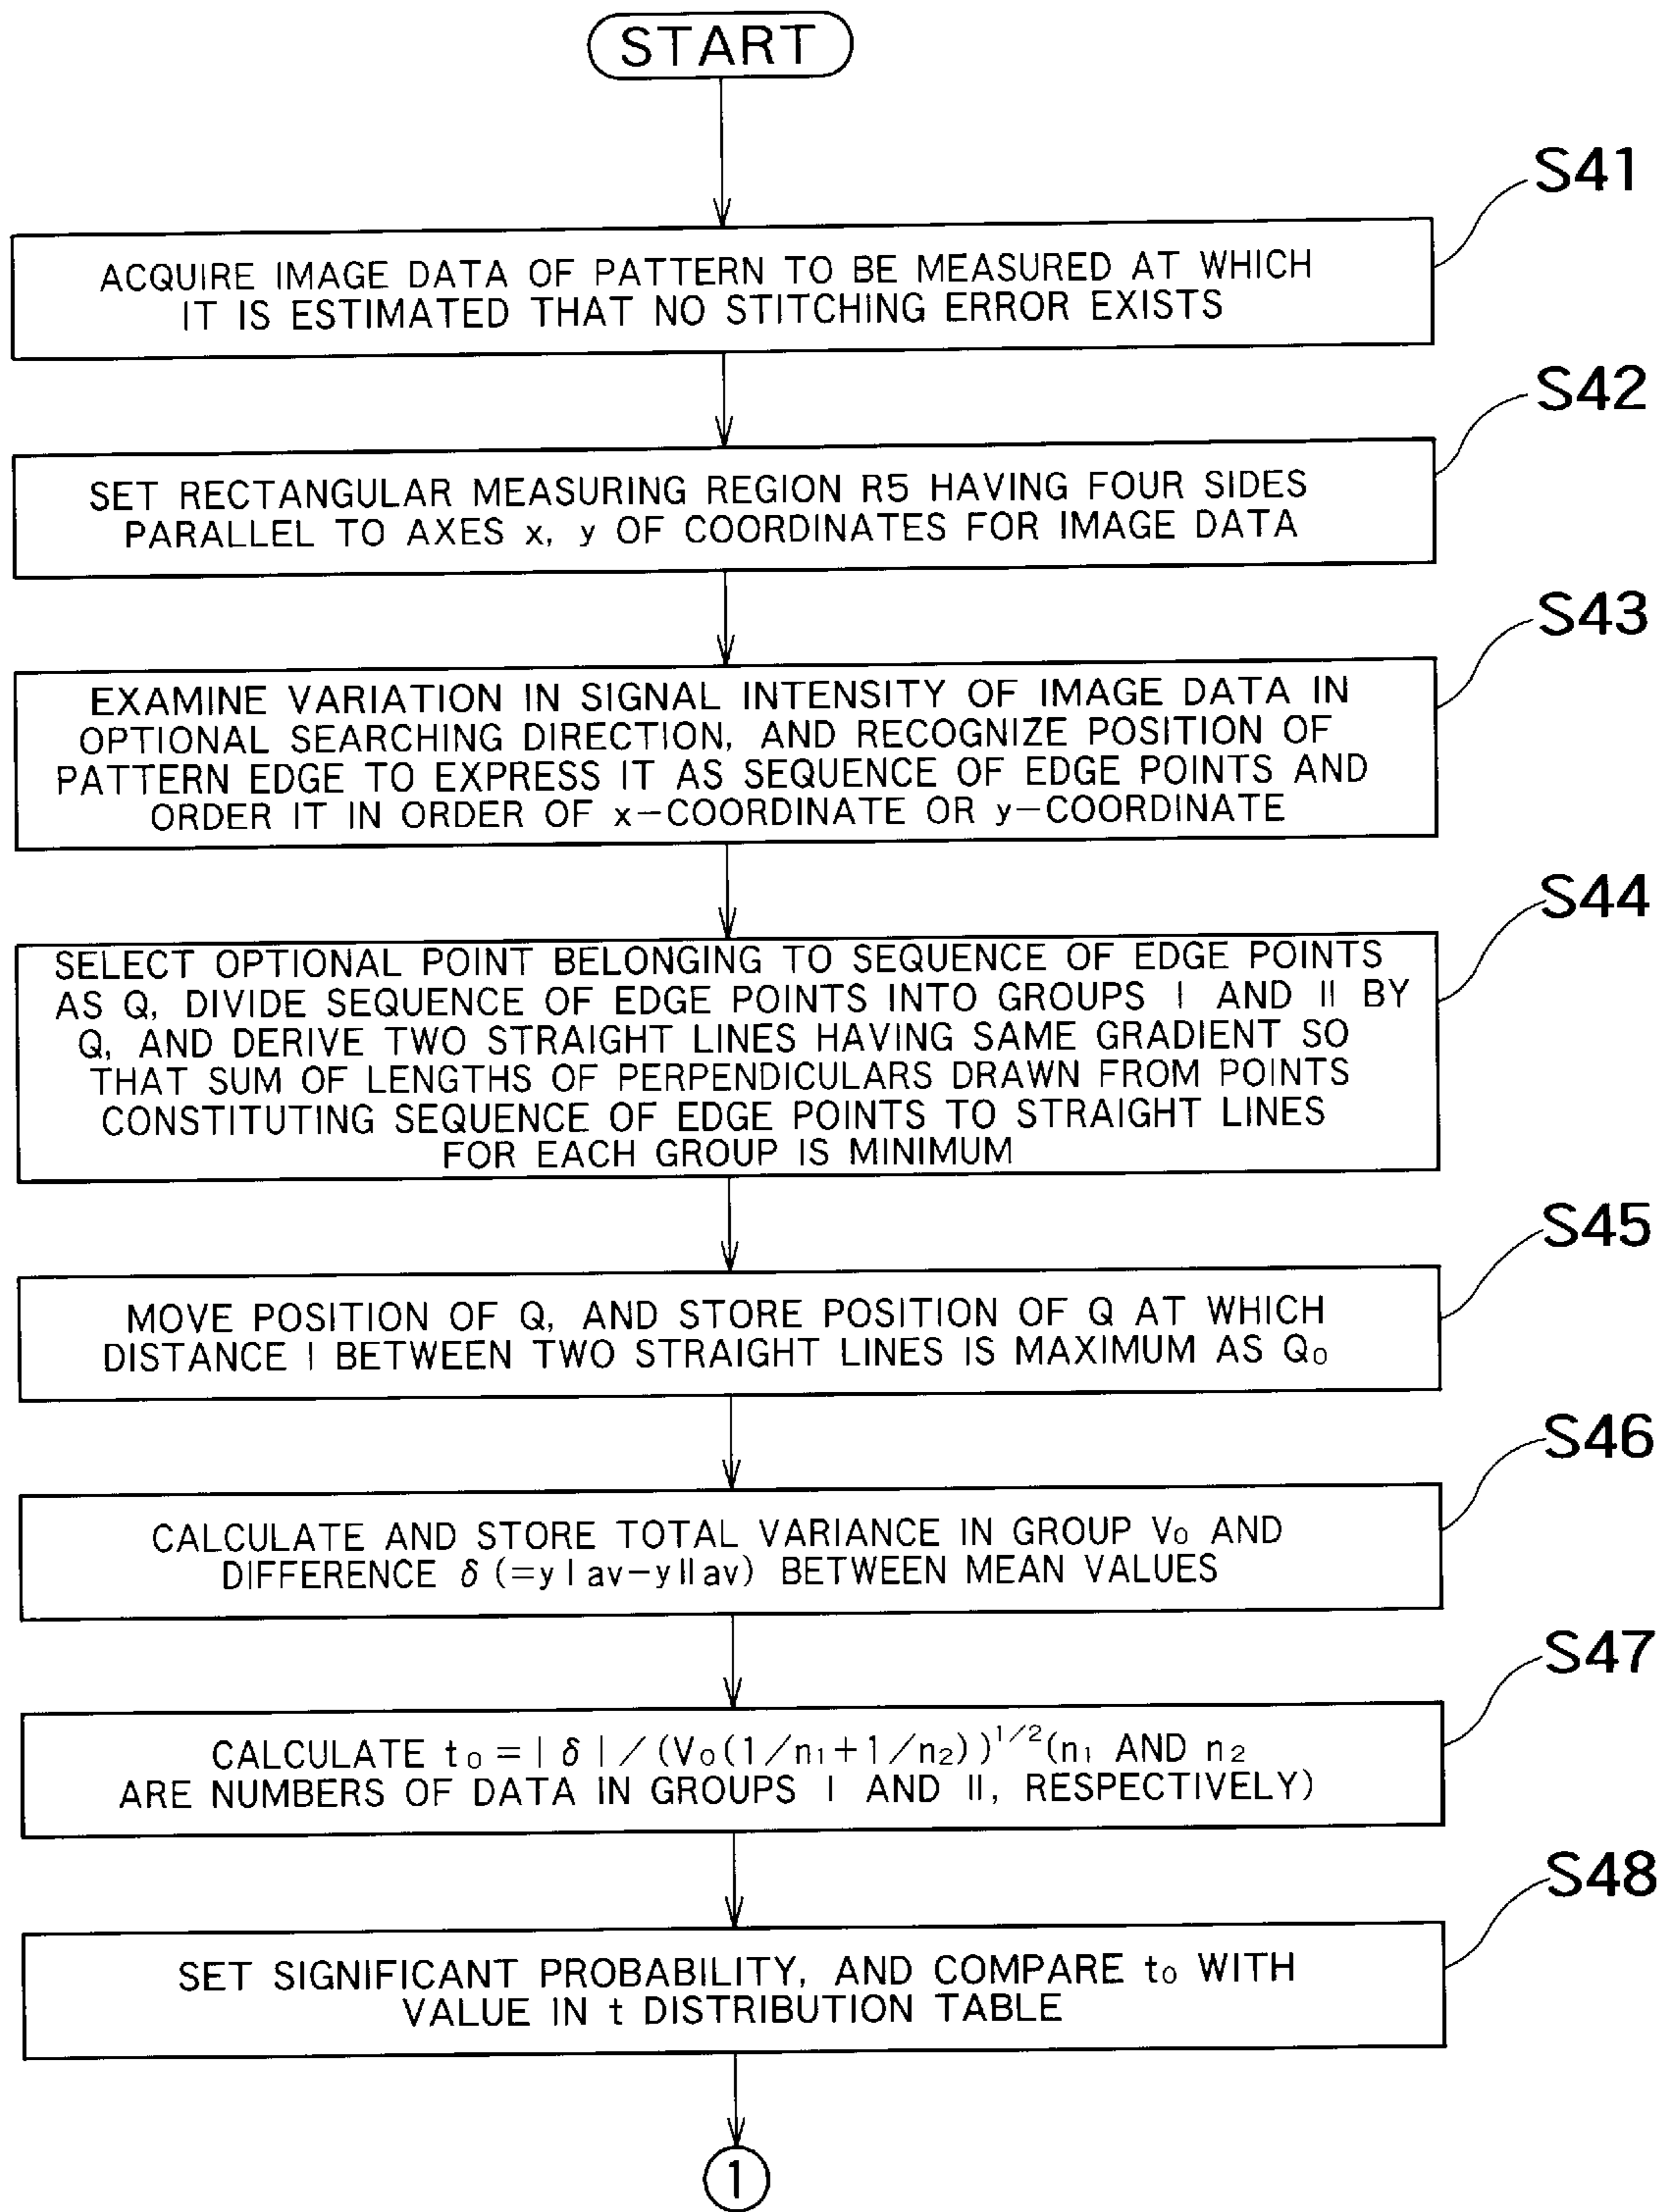 START
S41
ACQUIRE IMAGE DATA OF PATTERN TO BE MEASURED AT WHICH
IT IS ESTIMATED THAT NO STITCHING ERROR EXISTS
S42
SET RECTANGULAR MEASURING REGION R5 HAVING FOUR SIDES
PARALLEL TO AXES x, y OF COORDINATES FOR IMAGE DATA
S43
EXAMINE VARIATION IN SIGNAL INTENSITY OF IMAGE DATA IN
OPTIONAL SEARCHING DIRECTION, AND RECOGNIZE POSITION OF
PATTERN EDGE TO EXPRESS IT AS SEQUENCE OF EDGE POINTS AND
ORDER IT IN ORDER OF x-COORDINATE OR y-COORDINATE
S44
SELECT OPTIONAL POINT BELONGING TO SEQUENCE OF EDGE POINTS
AS Q, DIVIDE SEQUENCE OF EDGE POINTS INTO GROUPS I AND II BY
Q, AND DERIVE TWO STRAIGHT LINES HAVING SAME GRADIENT SO
THAT SUM OF LENGTHS OF PERPENDICULARS DRAWN FROM POINTS
CONSTITUTING SEQUENCE OF EDGE POINTS TO STRAIGHT LINES
FOR EACH GROUP IS MINIMUM
S45
MOVE POSITION OF Q, AND STORE POSITION OF Q AT WHICH
DISTANCE l BETWEEN TWO STRAIGHT LINES IS MAXIMUM AS Q₀
S46
CALCULATE AND STORE TOTAL VARIANCE IN GROUP V₀ AND
DIFFERENCE δ (=y I av-y II av) BETWEEN MEAN VALUES
S47
CALCULATE t₀ = | δ | / (V₀(1/n₁+1/n₂))^1/2 (n₁ AND n₂
ARE NUMBERS OF DATA IN GROUPS I AND II, RESPECTIVELY)
S48
SET SIGNIFICANT PROBABILITY, AND COMPARE t₀ WITH
VALUE IN t DISTRIBUTION TABLE
1